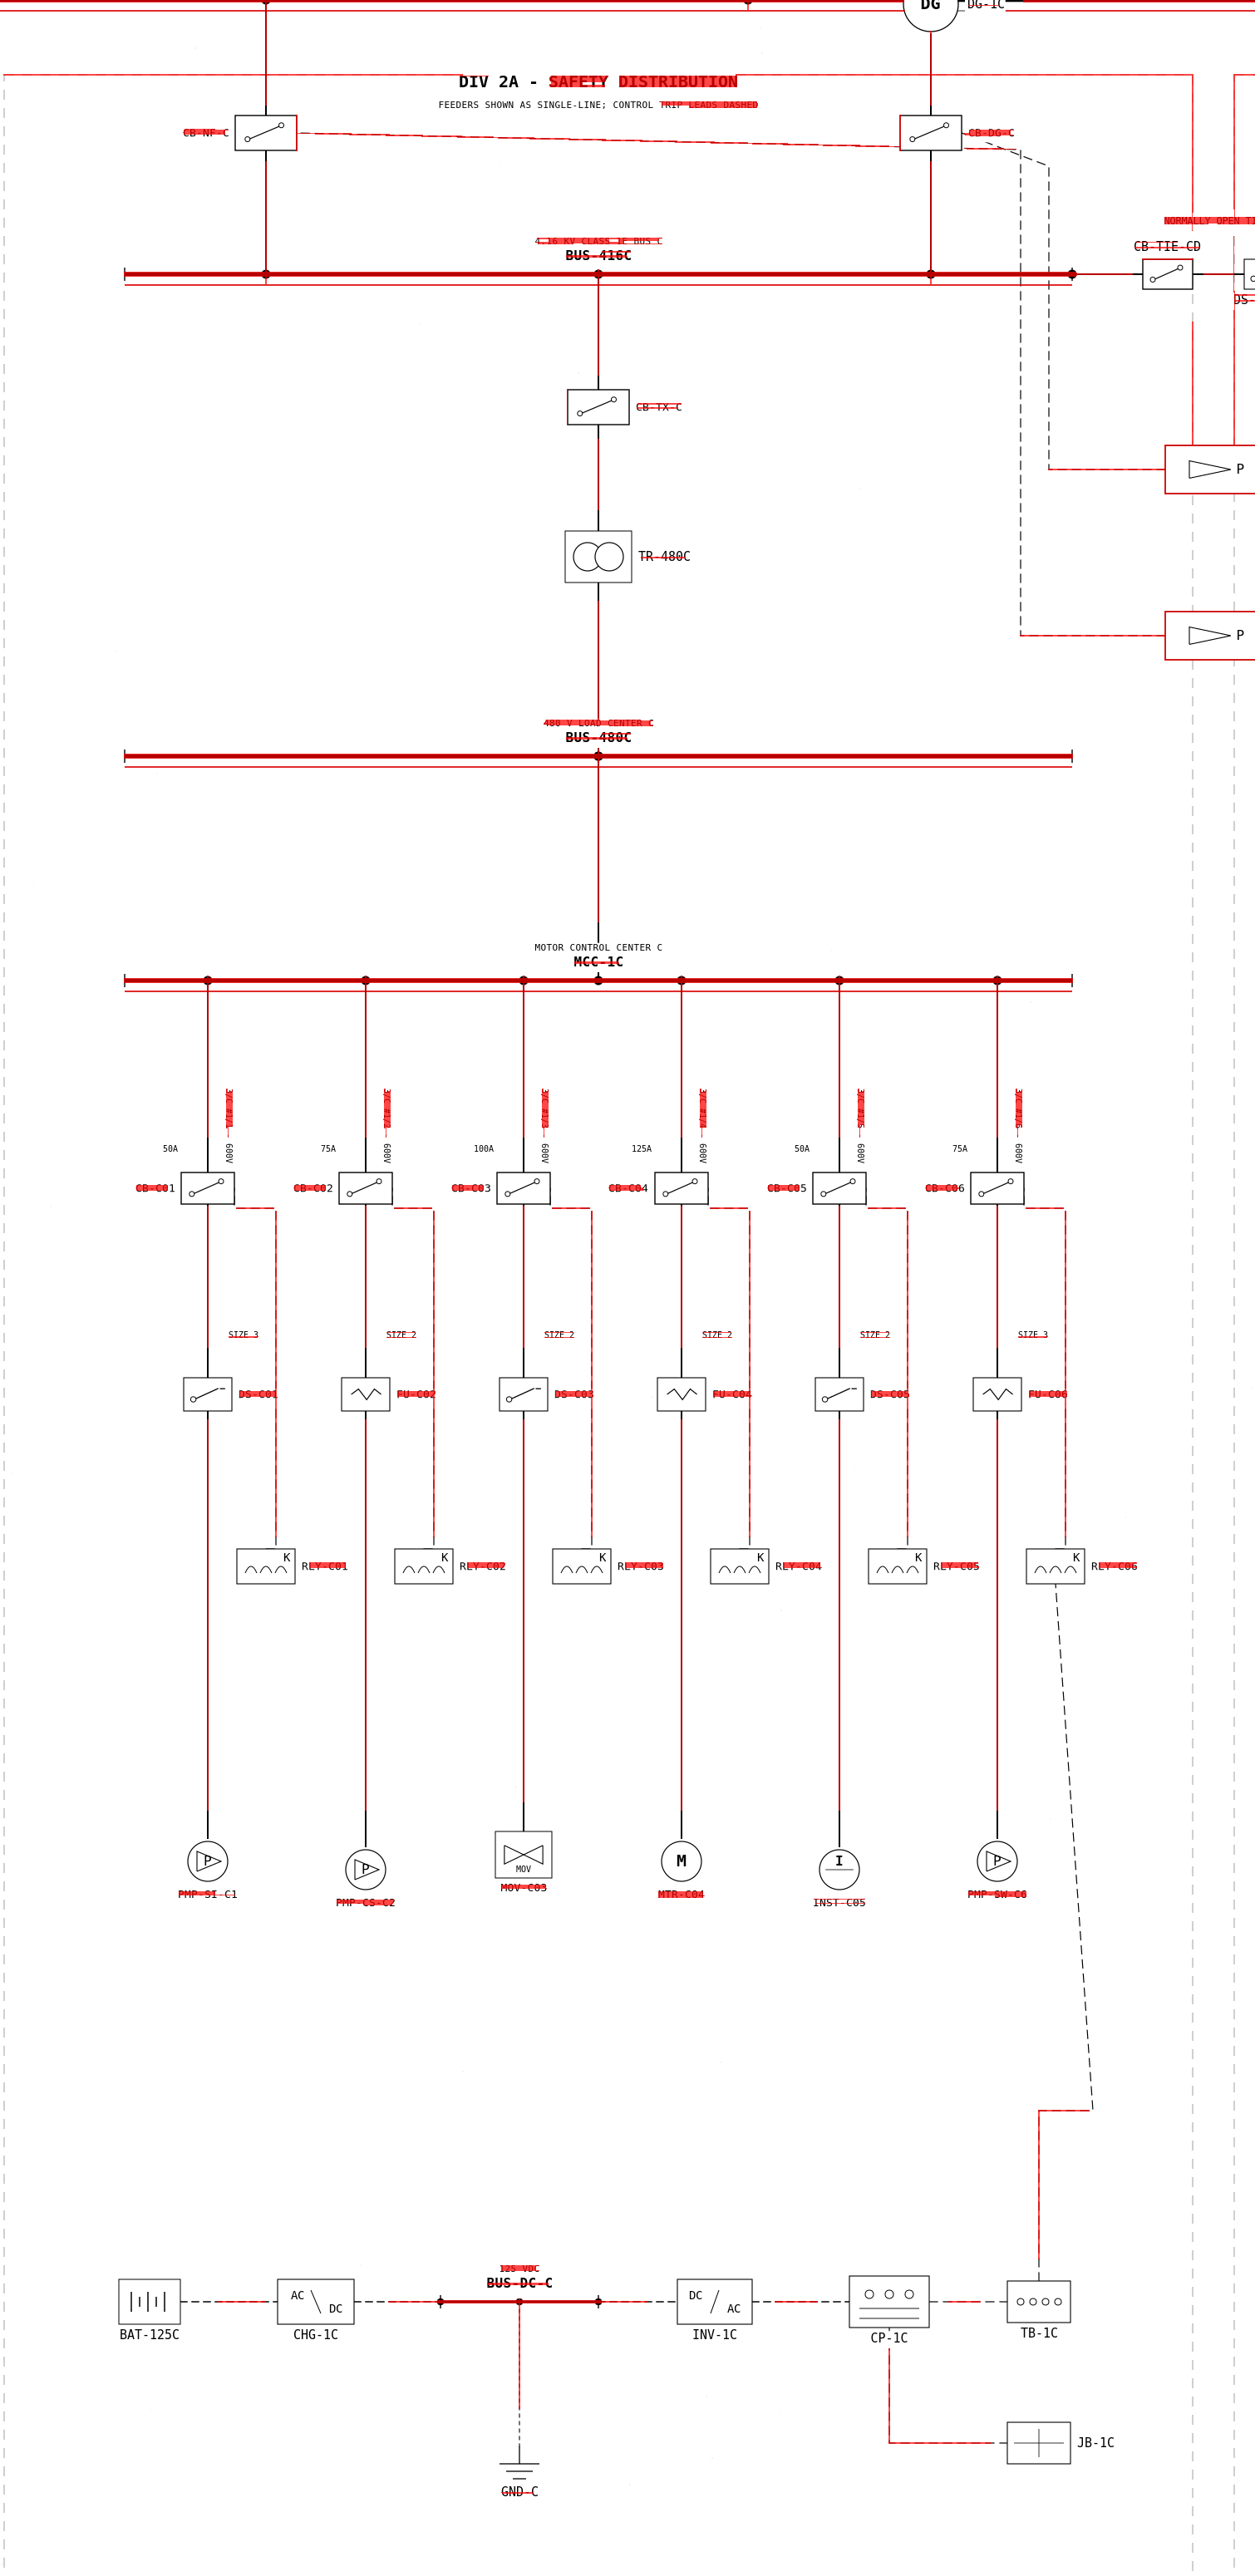 DG
DG-1C
DIV 2A - SAFETY DISTRIBUTION
FEEDERS SHOWN AS SINGLE-LINE; CONTROL TRIP LEADS DASHED
CB-NF-C
CB-DG-C
NORMALLY OPEN TI
4.16 KV CLASS 1E BUS C
BUS-416C
CB-TIE-CD
DS-
CB-TX-C
P
TR-480C
P
480 V LOAD CENTER C
BUS-480C
MOTOR CONTROL CENTER C
MCC-1C
600V 600V 600V 600V 600V 600V
50A 75A 100A 125A 50A 75A
CB-C01 CB-C02 CB-C03 CB-C04 CB-C05 CB-C06
SIZE 3 SIZE 2 SIZE 2 SIZE 2 SIZE 2 SIZE 3
DS-C01 FU-C02 DS-C03 FU-C04 DS-C05 FU-C06
K K K K K K
RLY-C01 RLY-C02 RLY-C03 RLY-C04 RLY-C05 RLY-C06
P P MOV M I P
PMP-SI-C1 PMP-CS-C2 MOV-C03 MTR-C04 INST-C05 PMP-SW-C6
125 VDC
BUS-DC-C
AC DC
DC AC
BAT-125C CHG-1C INV-1C CP-1C TB-1C
JB-1C
GND-C